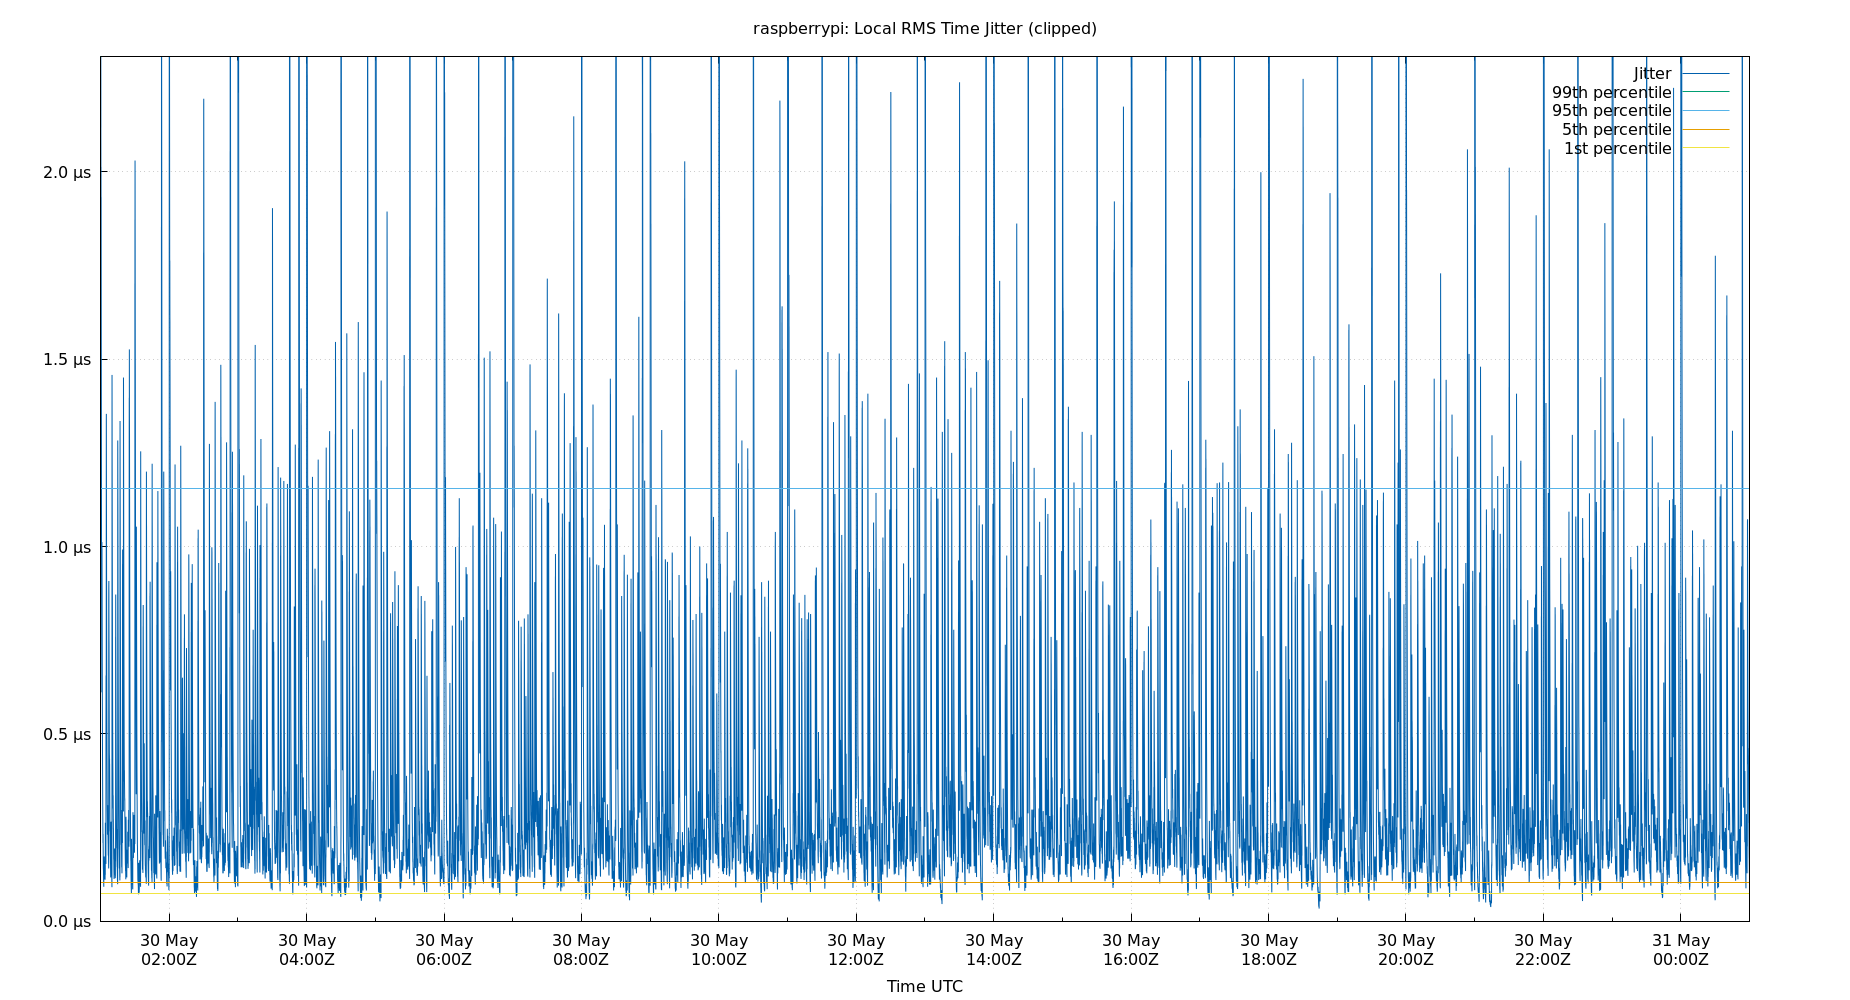 raspberrypi: Local RMS Time Jitter (clipped)
Jitter
99th percentile
95th percentile
5th percentile
1st percentile
2.0 μs
1.5 μs
1.0 μs
0.5 μs
0.0 μs
30 May 30 May 30 May 30 May 30 May 30 May 30 May 30 May 30 May 30 May 30 May 31 May
02:00Z 04:00Z 06:00Z 08:00Z 10:00Z 12:00Z 14:00Z 16:00Z 18:00Z 20:00Z 22:00Z 00:00Z
Time UTC